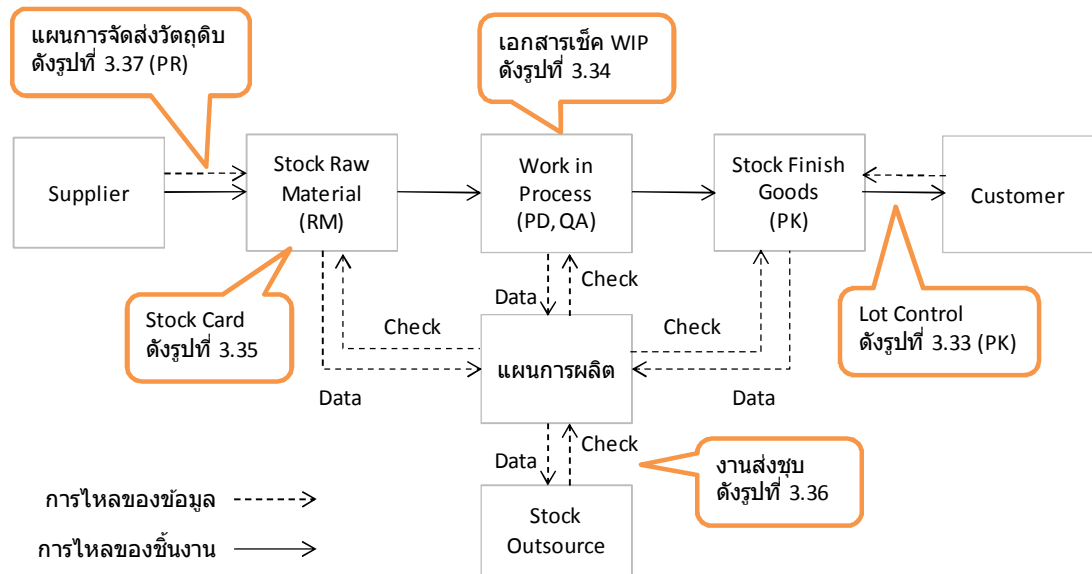 แผนการจัดส่งวัตถุดิบ
ดังรูปที่ 3.37 (PR)
เอกสารเช็ค WIP
ดังรูปที่ 3.34
Supplier
Stock Raw
Material
(RM)
Work in
Process
(PD, QA)
Stock Finish
Goods
(PK)
Customer
Stock Card
ดังรูปที่ 3.35
Check
Data
Data
Check
แผนการผลิต
Check
Data
Lot Control
ดังรูปที่ 3.33 (PK)
Data
Check
งานส่งชุบ
ดังรูปที่ 3.36
Stock
Outsource
การไหลของข้อมูล
การไหลของชิ้นงาน